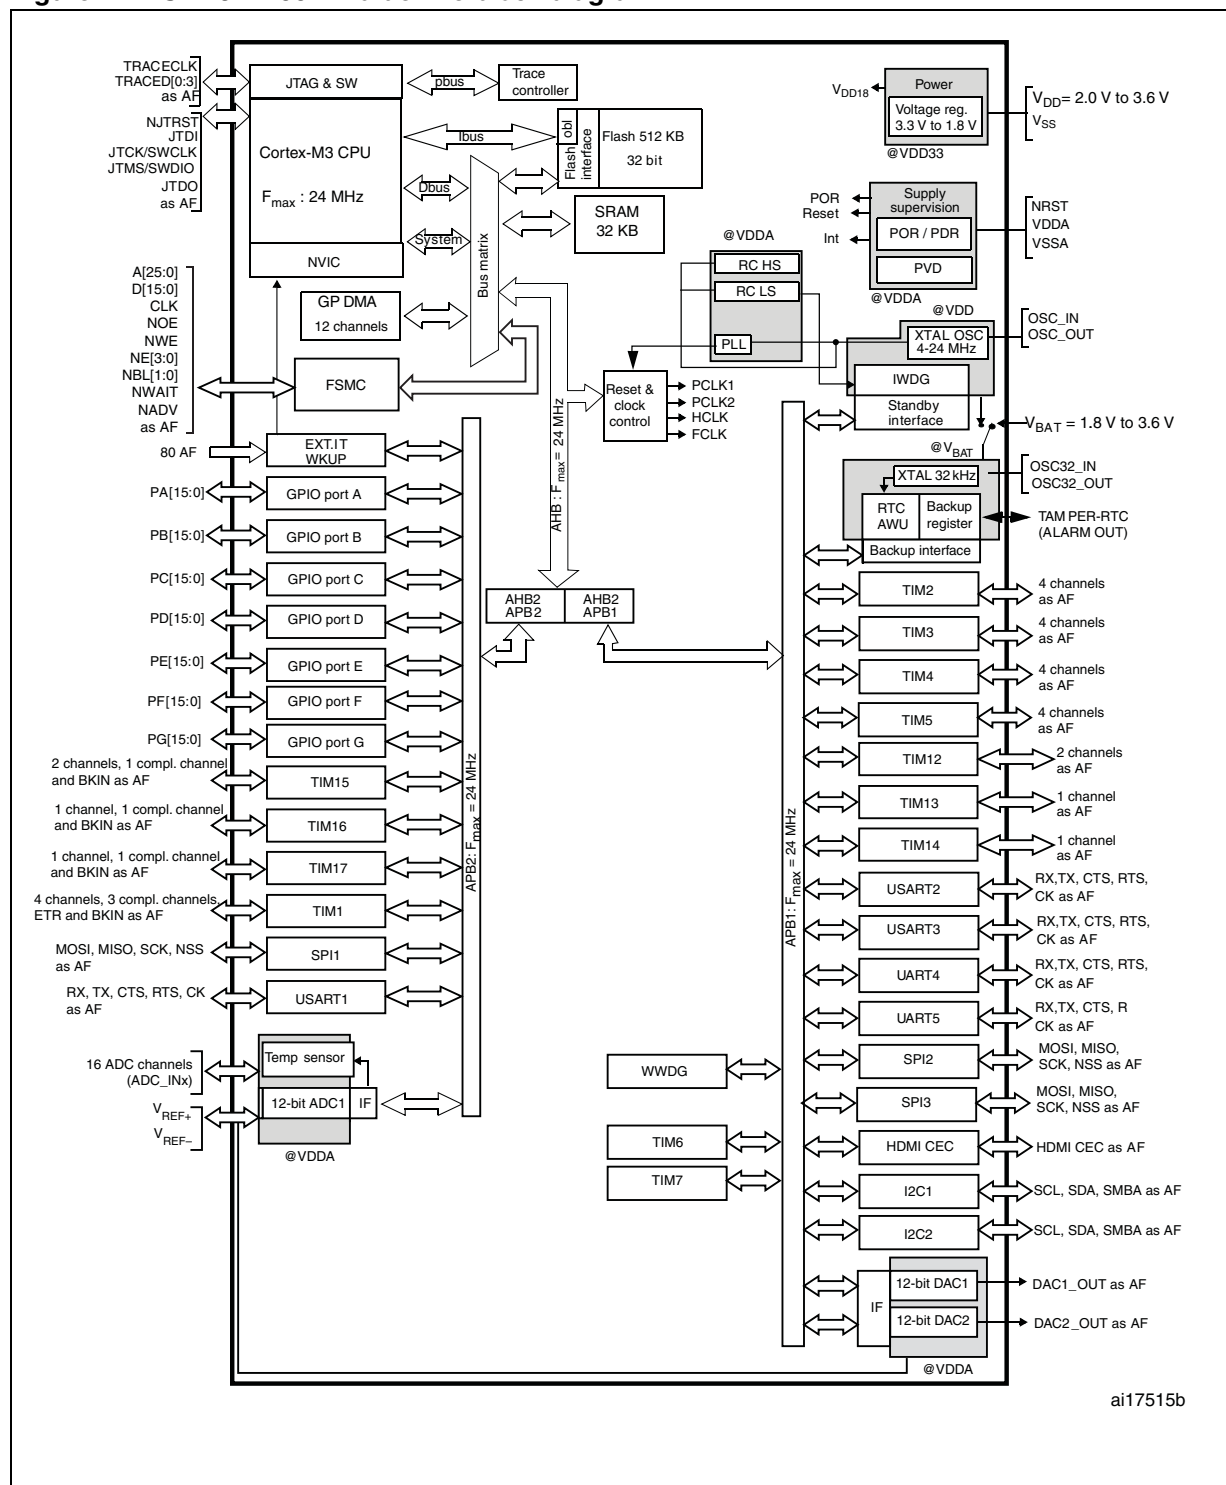 TRACECLK
TRACED[0:3]
as AF
NJTRST
JTDI
JTCK/SWCLK
JTMS/SWDIO
JTDO
as AF
JTAG & SW
Cortex-M3 CPU
Fmax : 24 MHz
NVIC
pbus
Trace
controller
Ibus
Dbus
System
Bus matrix
Flash obl
interface
Flash 512 KB
32 bit
SRAM
32 KB
GP DMA
12 channels
A[25:0]
D[15:0]
CLK
NOE
NWE
NE[3:0]
NBL[1:0]
NWAIT
NADV
as AF
FSMC
VDD18
Power
Voltage reg.
3.3 V to 1.8 V
@VDD33
VDD= 2.0 V to 3.6 V
VSS
POR
Reset
Int
Supply
supervision
POR / PDR
PVD
@VDDA
NRST
VDDA
VSSA
@VDDA
RC HS
RC LS
PLL
@VDD
XTAL OSC
4-24 MHz
OSC_IN
OSC_OUT
IWDG
Standby
interface
Reset &
clock
control
PCLK1
PCLK2
HCLK
FCLK
VBAT = 1.8 V to 3.6 V
@VBAT
XTAL 32 kHz
OSC32_IN
OSC32_OUT
RTC
AWU
Backup
register
Backup interface
TAM PER-RTC
(ALARM OUT)
AHB : Fmax = 24 MHz
AHB2
APB2
AHB2
APB1
80 AF
EXT.IT
WKUP
PA[15:0]
GPIO port A
PB[15:0]
GPIO port B
PC[15:0]
GPIO port C
PD[15:0]
GPIO port D
PE[15:0]
GPIO port E
PF[15:0]
GPIO port F
PG[15:0]
GPIO port G
2 channels, 1 compl. channel
and BKIN as AF
TIM15
1 channel, 1 compl. channel
and BKIN as AF
TIM16
1 channel, 1 compl. channel
and BKIN as AF
TIM17
4 channels, 3 compl. channels,
ETR and BKIN as AF
TIM1
MOSI, MISO, SCK, NSS
as AF
SPI1
RX, TX, CTS, RTS, CK
as AF
USART1
APB2: Fmax = 24 MHz
16 ADC channels
(ADC_INx)
VREF+
VREF–
Temp sensor
12-bit ADC1
IF
@VDDA
WWDG
TIM6
TIM7
APB1: Fmax = 24 MHz
TIM2
4 channels
as AF
TIM3
4 channels
as AF
TIM4
4 channels
as AF
TIM5
4 channels
as AF
TIM12
2 channels
as AF
TIM13
1 channel
as AF
TIM14
1 channel
as AF
USART2
RX,TX, CTS, RTS,
CK as AF
USART3
RX,TX, CTS, RTS,
CK as AF
UART4
RX,TX, CTS, RTS,
CK as AF
UART5
RX,TX, CTS, R
CK as AF
SPI2
MOSI, MISO,
SCK, NSS as AF
SPI3
MOSI, MISO,
SCK, NSS as AF
HDMI CEC
HDMI CEC as AF
I2C1
SCL, SDA, SMBA as AF
I2C2
SCL, SDA, SMBA as AF
IF
12-bit DAC1
DAC1_OUT as AF
12-bit DAC2
DAC2_OUT as AF
@VDDA
ai17515b